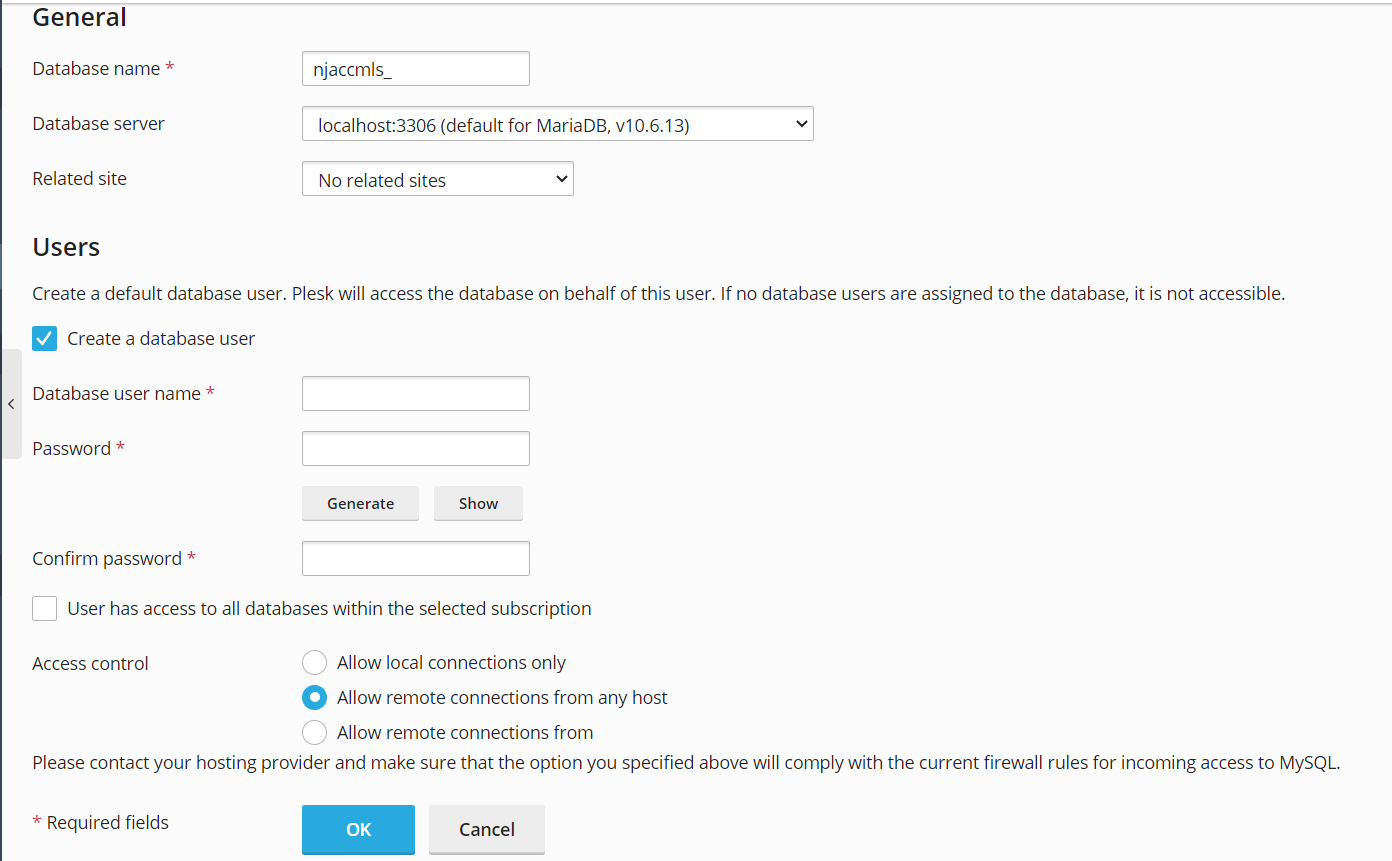 General
Database name *
njaccmls_
Database server
localhost:3306 (default for MariaDB, v10.6.13)
Related site
No related sites
Users
Create a default database user. Plesk will access the database on behalf of this user. If no database users are assigned to the database, it is not accessible.
Create a database user
Database user name *
Password *
Generate
Show
Confirm password *
User has access to all databases within the selected subscription
Access control
Allow local connections only
Allow remote connections from any host
Allow remote connections from
Please contact your hosting provider and make sure that the option you specified above will comply with the current firewall rules for incoming access to MySQL.
* Required fields
OK
Cancel